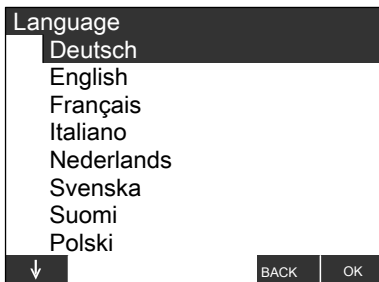 Language
Deutsch
English
Français
Italiano
Nederlands
Svenska
Suomi
Polski
↓ BACK OK